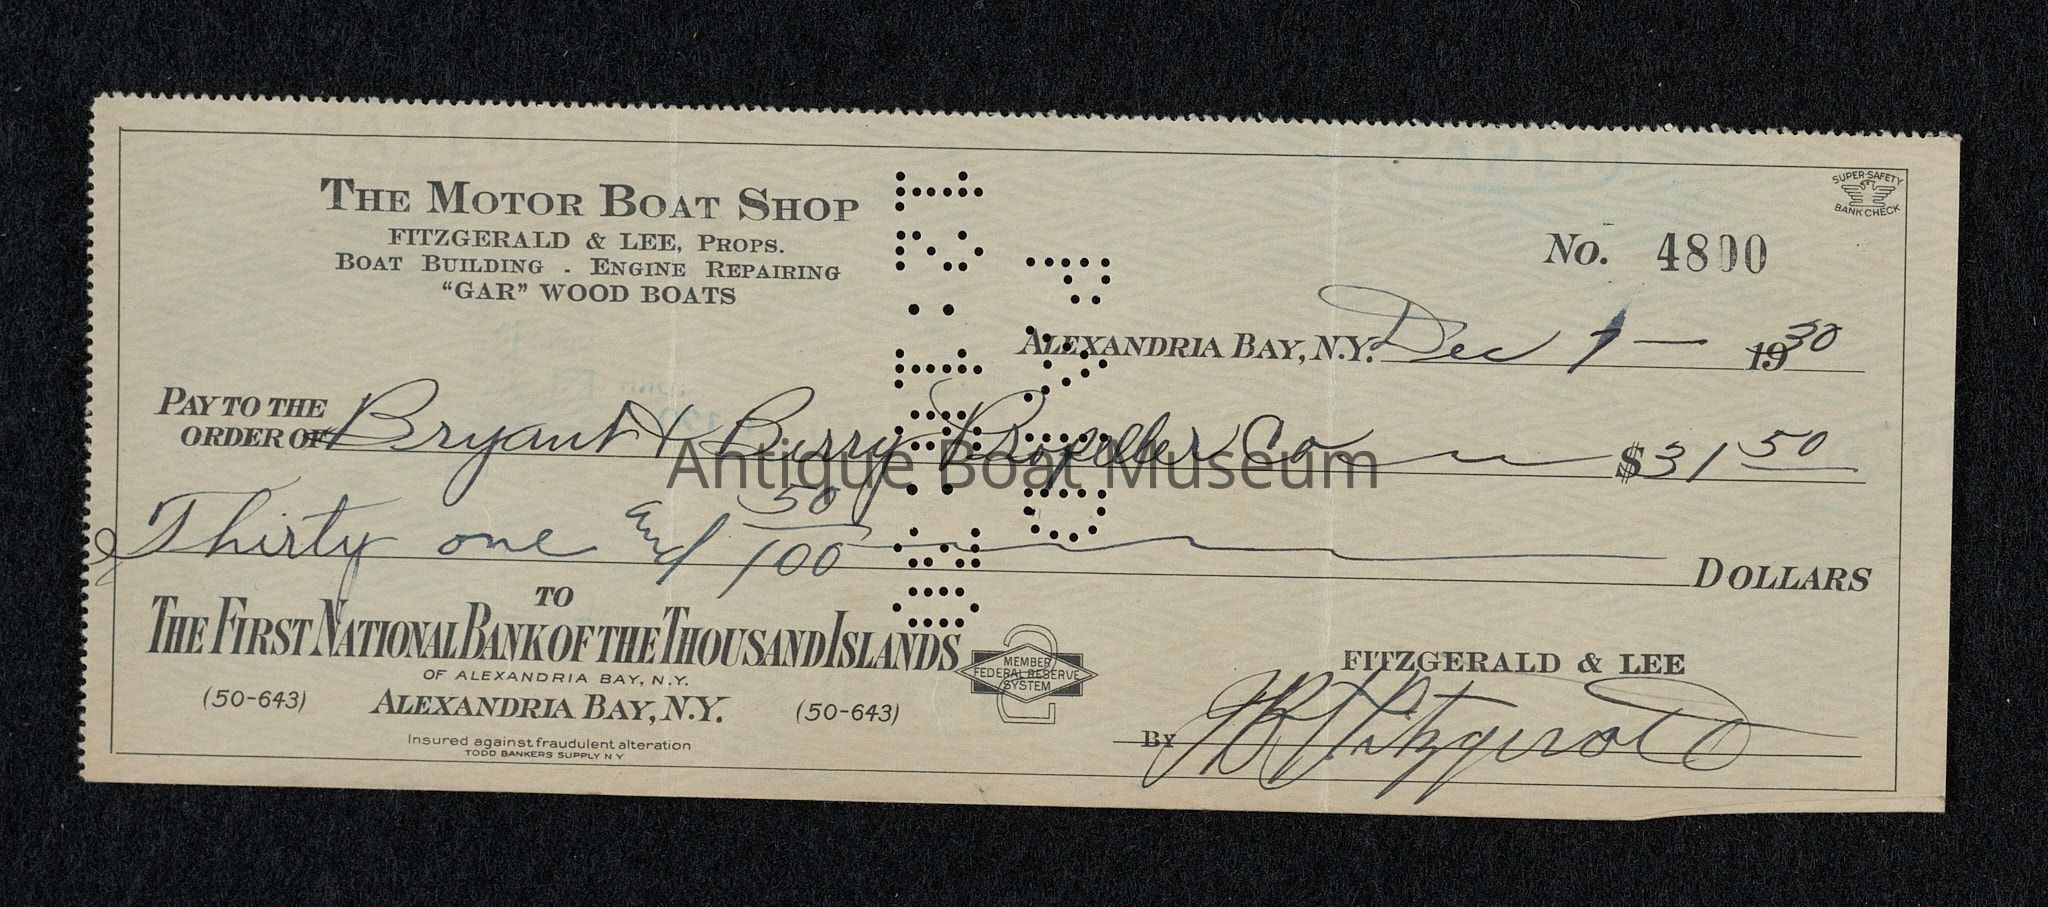 THE MOTOR BOAT SHOP
FITZGERALD & LEE, PROPS.
BOAT BUILDING . ENGINE REPAIRING
"GAR" WOOD BOATS
SUPER-SAFETY
BANK CHECK
No. 4800
ALEXANDRIA BAY, N.Y. Dec 1 — 1930
PAY TO THE
ORDER OF Bryant & Berry Propeller Co $31 50
Antique Boat Museum
Thirty one and 50/100 DOLLARS
TO
THE FIRST NATIONAL BANK OF THE THOUSAND ISLANDS
OF ALEXANDRIA BAY, N.Y.
(50-643) ALEXANDRIA BAY, N.Y. (50-643)
MEMBER
FEDERAL RESERVE
SYSTEM
Insured against fraudulent alteration
TODD BANKERS SUPPLY N Y
FITZGERALD & LEE
BY Fitzgerald
PAID